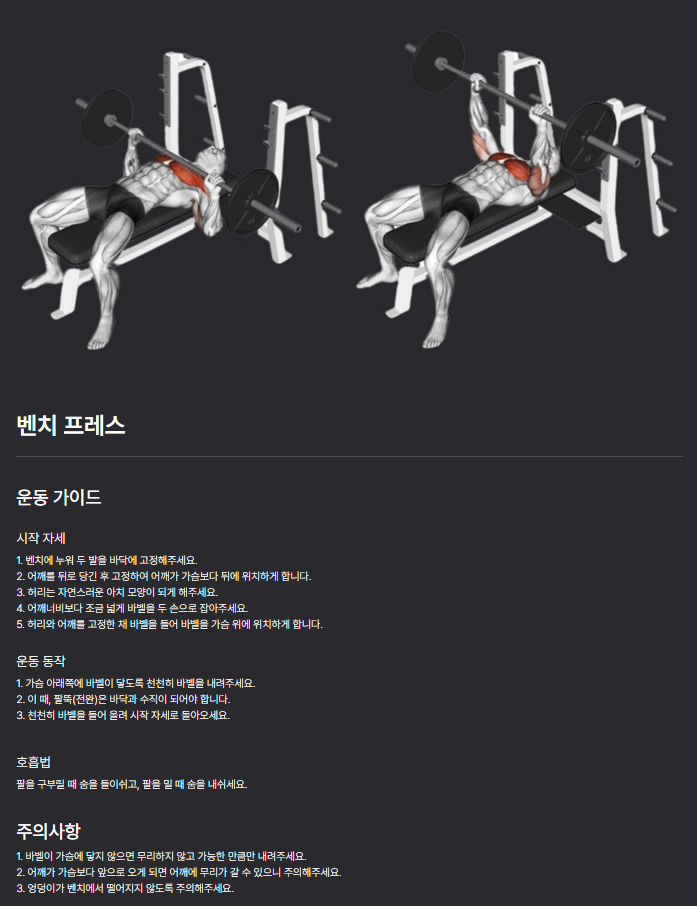 벤치 프레스
운동 가이드
시작 자세
1. 벤치에 누워 두 발을 바닥에 고정해주세요.
2. 어깨를 뒤로 당긴 후 고정하여 어깨가 가슴보다 뒤에 위치하게 합니다.
3. 허리는 자연스러운 아치 모양이 되게 해주세요.
4. 어깨너비보다 조금 넓게 바벨을 두 손으로 잡아주세요.
5. 허리와 어깨를 고정한 채 바벨을 들어 바벨을 가슴 위에 위치하게 합니다.
운동 동작
1. 가슴 아래쪽에 바벨이 닿도록 천천히 바벨을 내려주세요.
2. 이 때, 팔뚝(전완)은 바닥과 수직이 되어야 합니다.
3. 천천히 바벨을 들어 올려 시작 자세로 돌아오세요.
호흡법
팔을 구부릴 때 숨을 들이쉬고, 팔을 밀 때 숨을 내쉬세요.
주의사항
1. 바벨이 가슴에 닿지 않으면 무리하지 않고 가능한 만큼만 내려주세요.
2. 어깨가 가슴보다 앞으로 오게 되면 어깨에 무리가 갈 수 있으니 주의해주세요.
3. 엉덩이가 벤치에서 떨어지지 않도록 주의해주세요.